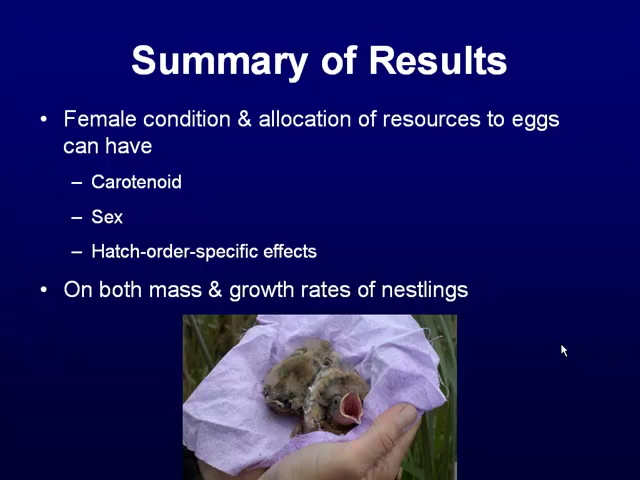 Summary of Results
• Female condition & allocation of resources to eggs
can have
– Carotenoid
– Sex
– Hatch-order-specific effects
• On both mass & growth rates of nestlings